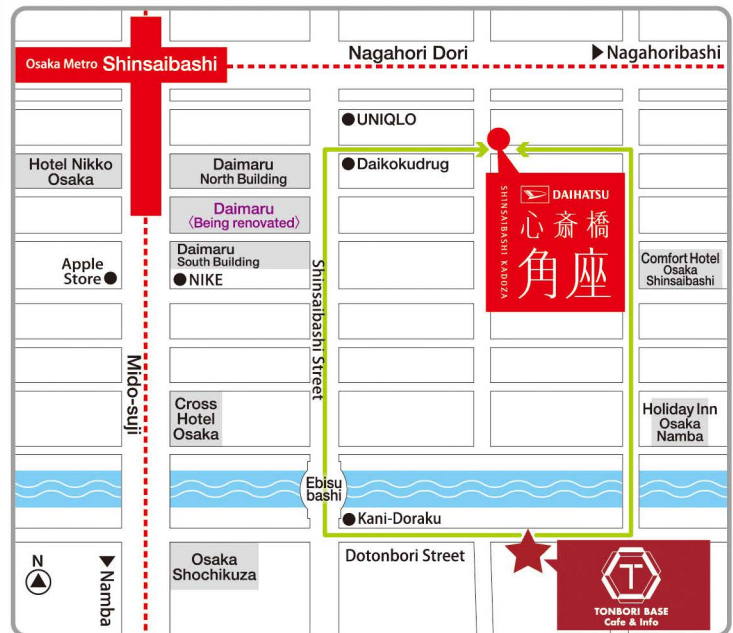 Osaka Metro Shinsaibashi
Nagahori Dori
Nagahoribashi
UNIQLO
Hotel Nikko
Osaka
Daimaru
North Building
Daikokudrug
DAIHATSU
SHINSAIBASHI KADOZA
心斎橋
角座
Daimaru
〈Being renovated〉
Daimaru
South Building
NIKE
Apple
Store
Shinsaibashi Street
Comfort Hotel
Osaka
Shinsaibashi
Mido-suji
Cross
Hotel
Osaka
Holiday Inn
Osaka
Namba
Ebisu
bashi
Kani-Doraku
N
Namba
Osaka
Shochikuza
Dotonbori Street
T
TONBORI BASE
Cafe & Info